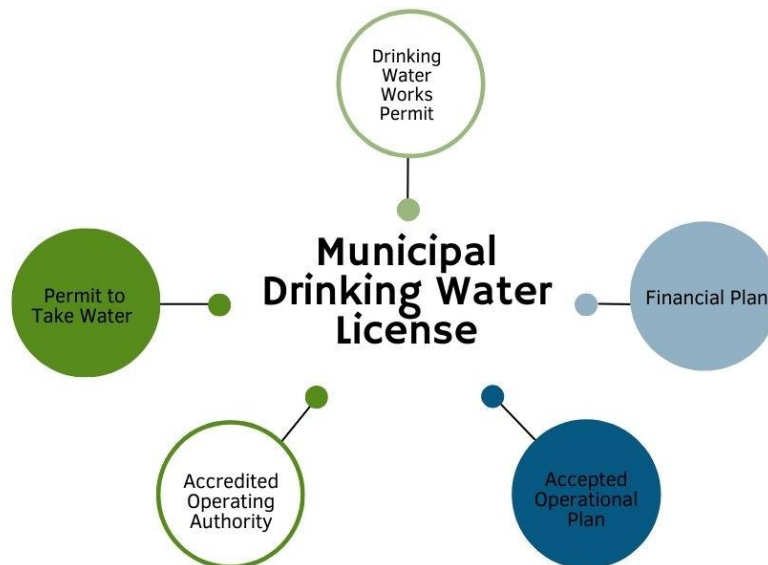 Drinking
Water
Works
Permit
Municipal
Drinking Water
License
Permit to
Take Water
Financial Plan
Accredited
Operating
Authority
Accepted
Operational
Plan